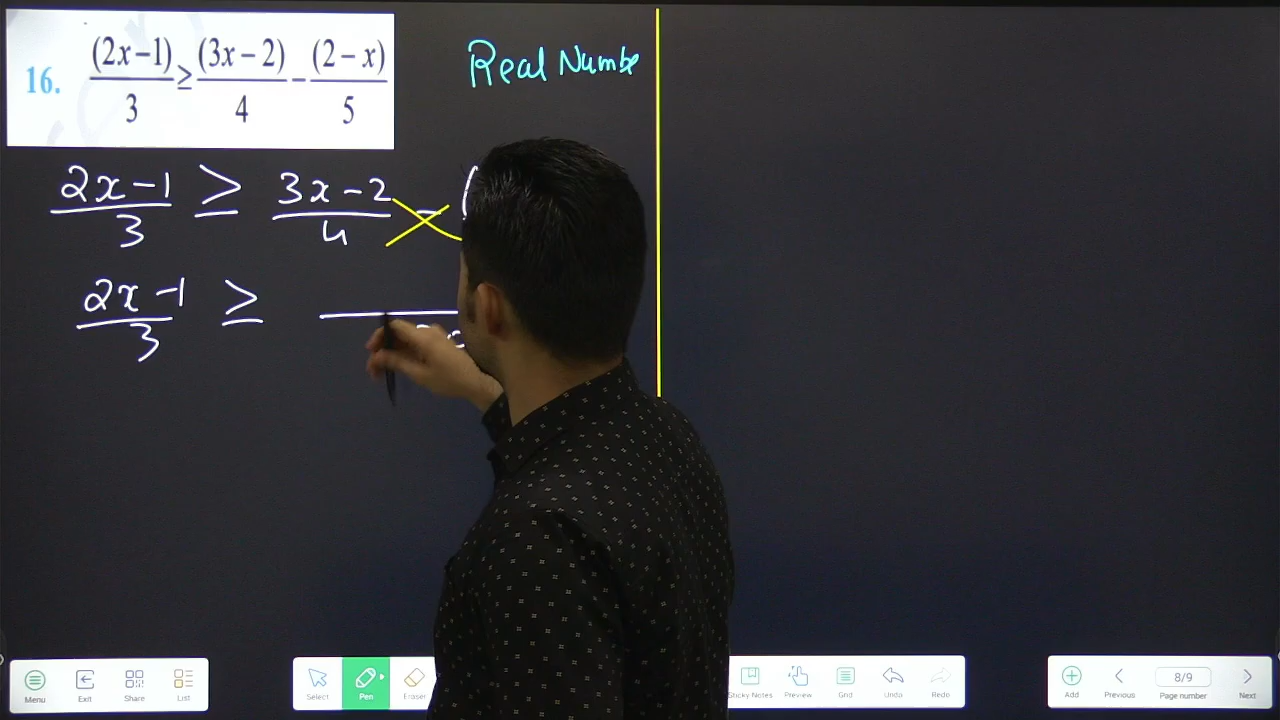 16. (2x−1)/3 ≥ (3x−2)/4 − (2−x)/5
Real Numbe
2x−1/3 ≥ 3x−2/4 − (
2x−1/3 ≥
Menu Exit Share List
Select Pen Eraser
Sticky Notes Preview Grid Undo Redo
Add Previous 8/9 Page number Next